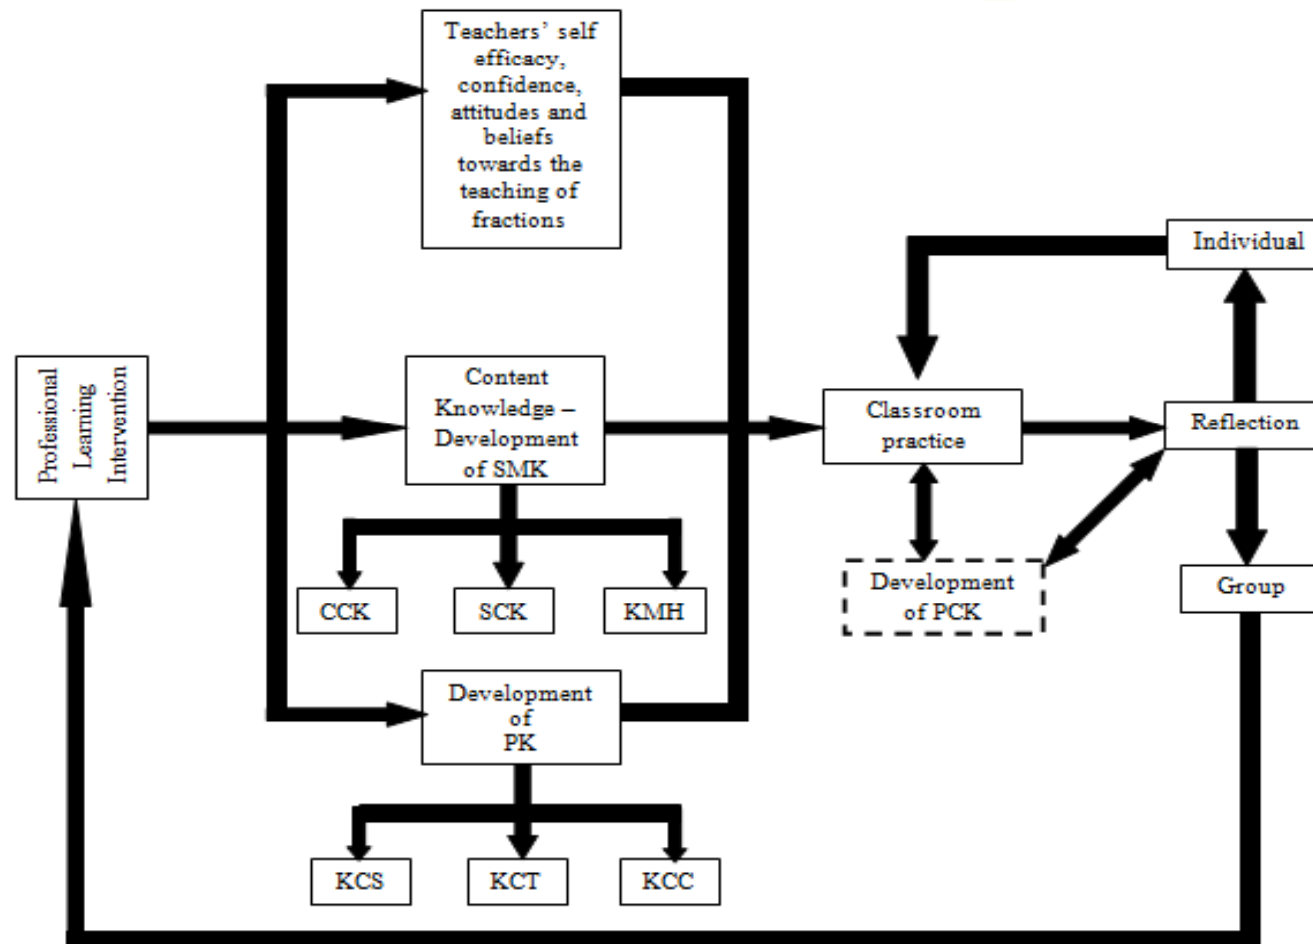 Teachers’ self
efficacy,
confidence,
attitudes and
beliefs
towards the
teaching of
fractions
Individual
Professional
Learning
Intervention
Content
Knowledge –
Development
of SMK
Classroom
practice
Reflection
CCK
SCK
KMH
Development
of PCK
Group
Development
of
PK
KCS
KCT
KCC